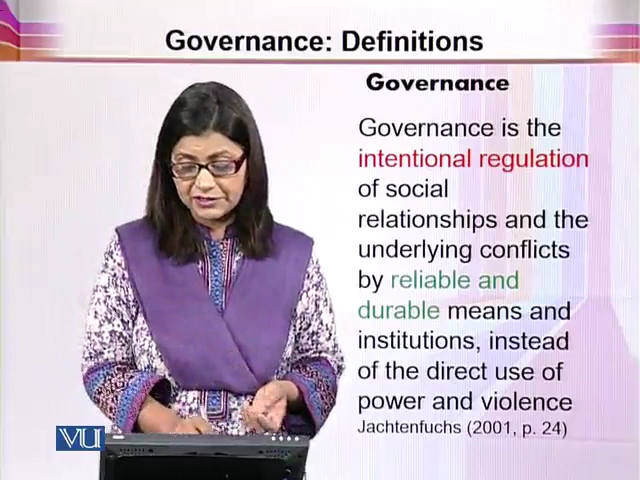 Governance: Definitions
Governance
Governance is the
intentional regulation
of social
relationships and the
underlying conflicts
by reliable and
durable means and
institutions, instead
of the direct use of
power and violence
Jachtenfuchs (2001, p. 24)
VU